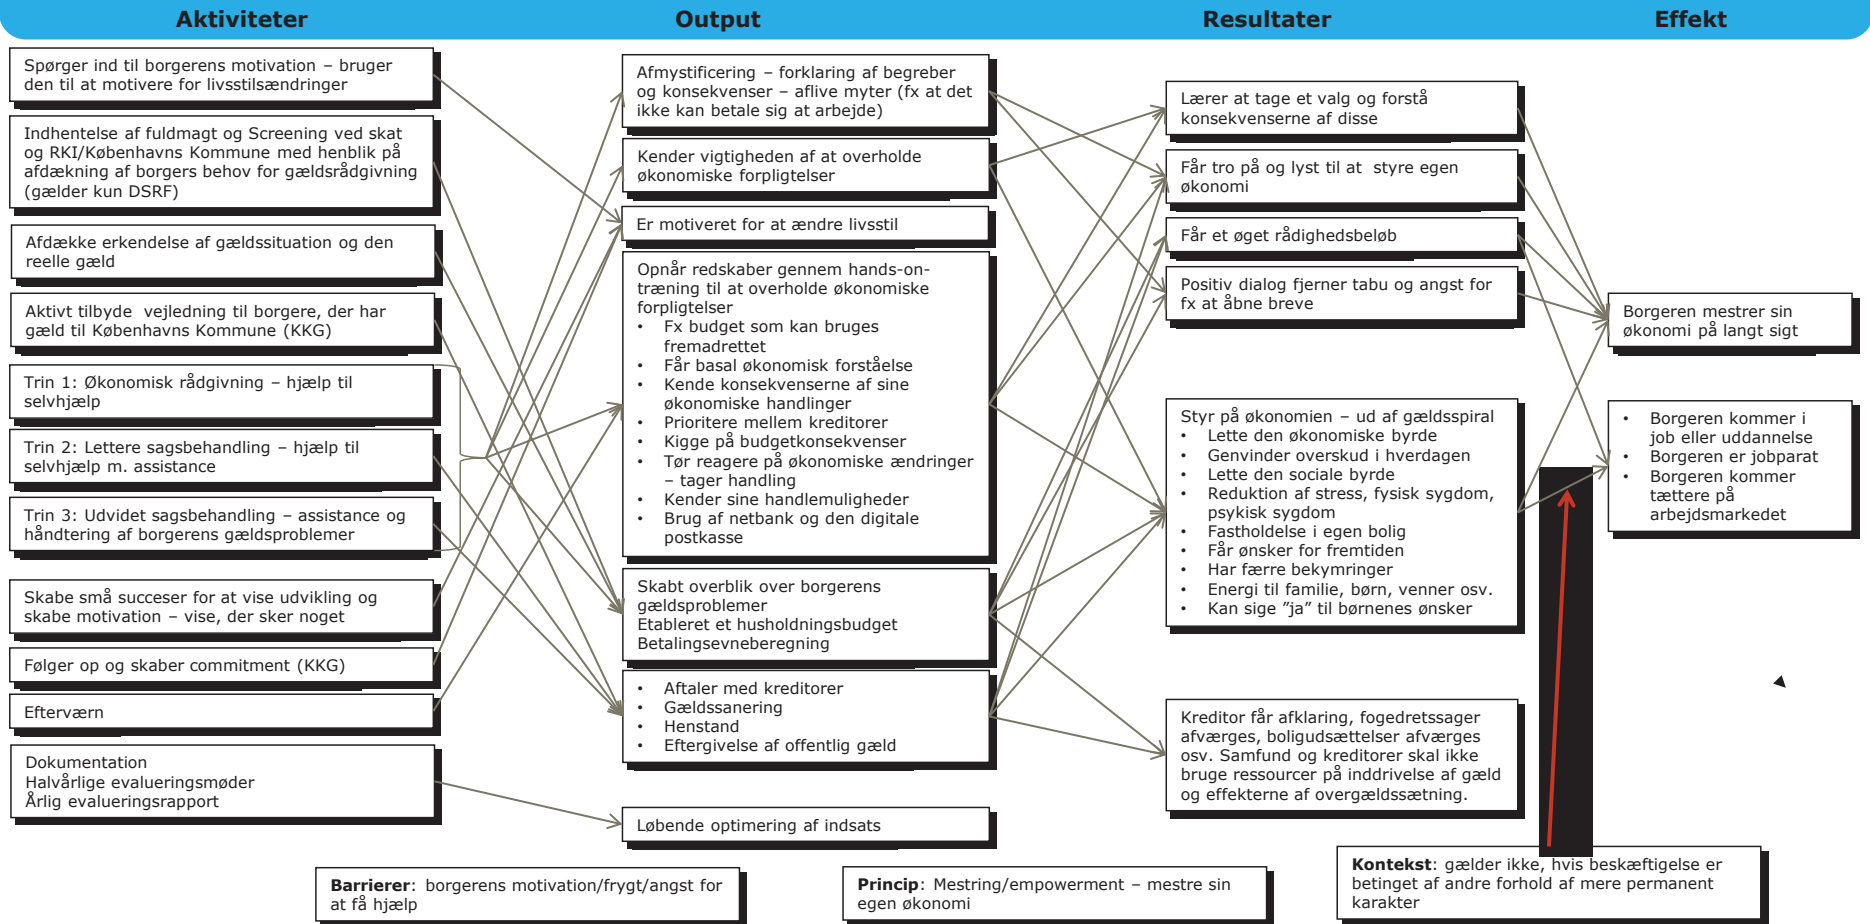 Aktiviteter
Output
Resultater
Effekt
Spørger ind til borgerens motivation – bruger
den til at motivere for livsstilsændringer
Indhentelse af fuldmagt og Screening ved skat
og RKI/Københavns Kommune med henblik på
afdækning af borgers behov for gældsrådgivning
(gælder kun DSRF)
Afdække erkendelse af gældssituation og den
reelle gæld
Aktivt tilbyde  vejledning til borgere, der har
gæld til Københavns Kommune (KKG)
Trin 1: Økonomisk rådgivning – hjælp til
selvhjælp
Trin 2: Lettere sagsbehandling – hjælp til
selvhjælp m. assistance
Trin 3: Udvidet sagsbehandling – assistance og
håndtering af borgerens gældsproblemer
Skabe små succeser for at vise udvikling og
skabe motivation – vise, der sker noget
Følger op og skaber commitment (KKG)
Efterværn
Dokumentation
Halvårlige evalueringsmøder
Årlig evalueringsrapport
Afmystificering – forklaring af begreber
og konsekvenser – aflive myter (fx at det
ikke kan betale sig at arbejde)
Kender vigtigheden af at overholde
økonomiske forpligtelser
Er motiveret for at ændre livsstil
Opnår redskaber gennem hands-on-
træning til at overholde økonomiske
forpligtelser
• Fx budget som kan bruges
fremadrettet
• Får basal økonomisk forståelse
• Kende konsekvenserne af sine
økonomiske handlinger
• Prioritere mellem kreditorer
• Kigge på budgetkonsekvenser
• Tør reagere på økonomiske ændringer
– tager handling
• Kender sine handlemuligheder
• Brug af netbank og den digitale
postkasse
Skabt overblik over borgerens
gældsproblemer
Etableret et husholdningsbudget
Betalingsevneberegning
• Aftaler med kreditorer
• Gældssanering
• Henstand
• Eftergivelse af offentlig gæld
Løbende optimering af indsats
Lærer at tage et valg og forstå
konsekvenserne af disse
Får tro på og lyst til at  styre egen
økonomi
Får et øget rådighedsbeløb
Positiv dialog fjerner tabu og angst for
fx at åbne breve
Styr på økonomien – ud af gældsspiral
• Lette den økonomiske byrde
• Genvinder overskud i hverdagen
• Lette den sociale byrde
• Reduktion af stress, fysisk sygdom,
psykisk sygdom
• Fastholdelse i egen bolig
• Får ønsker for fremtiden
• Har færre bekymringer
• Energi til familie, børn, venner osv.
• Kan sige ”ja” til børnenes ønsker
Kreditor får afklaring, fogedretssager
afværges, boligudsættelser afværges
osv. Samfund og kreditorer skal ikke
bruge ressourcer på inddrivelse af gæld
og effekterne af overgældssætning.
Borgeren mestrer sin
økonomi på langt sigt
• Borgeren kommer i
job eller uddannelse
• Borgeren er jobparat
• Borgeren kommer
tættere på
arbejdsmarkedet
Barrierer: borgerens motivation/frygt/angst for
at få hjælp
Princip: Mestring/empowerment – mestre sin
egen økonomi
Kontekst: gælder ikke, hvis beskæftigelse er
betinget af andre forhold af mere permanent
karakter